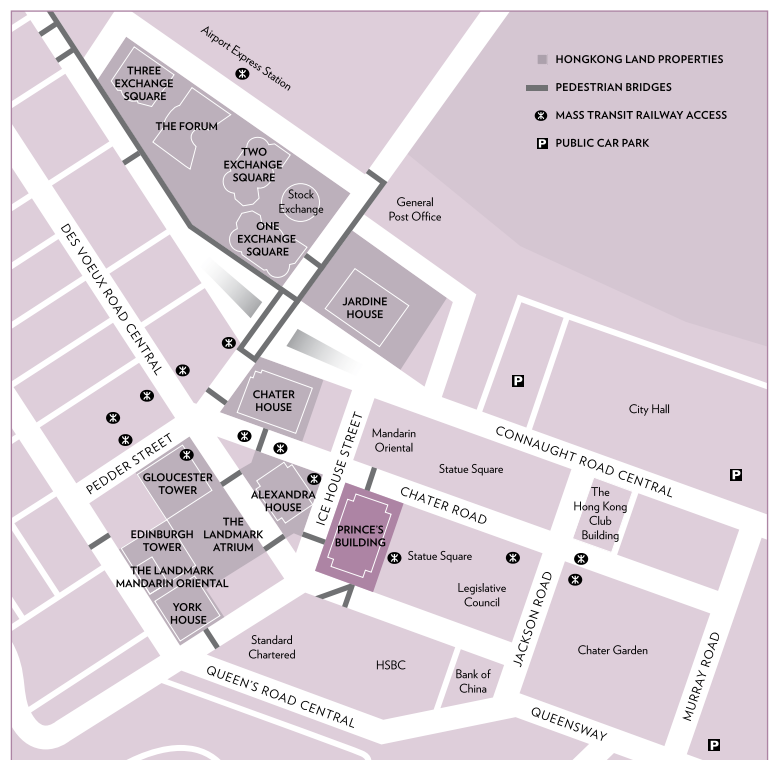 Airport Express Station
HONGKONG LAND PROPERTIES
PEDESTRIAN BRIDGES
MASS TRANSIT RAILWAY ACCESS
P PUBLIC CAR PARK
THREE
EXCHANGE
SQUARE
THE FORUM
TWO
EXCHANGE
SQUARE
Stock
Exchange
ONE
EXCHANGE
SQUARE
General
Post Office
DES VOEUX ROAD CENTRAL
JARDINE
HOUSE
CHATER
HOUSE
P
City Hall
Mandarin
Oriental
Statue Square
CONNAUGHT ROAD CENTRAL
P
PEDDER STREET
ICE HOUSE STREET
GLOUCESTER
TOWER
ALEXANDRA
HOUSE
CHATER ROAD
The
Hong Kong
Club
Building
THE
LANDMARK
ATRIUM
EDINBURGH
TOWER
PRINCE'S
BUILDING
Statue Square
THE LANDMARK
MANDARIN ORIENTAL
Legislative
Council
YORK
HOUSE
JACKSON ROAD
Standard
Chartered
HSBC
Bank of
China
Chater Garden
MURRAY ROAD
QUEEN'S ROAD CENTRAL
QUEENSWAY
P